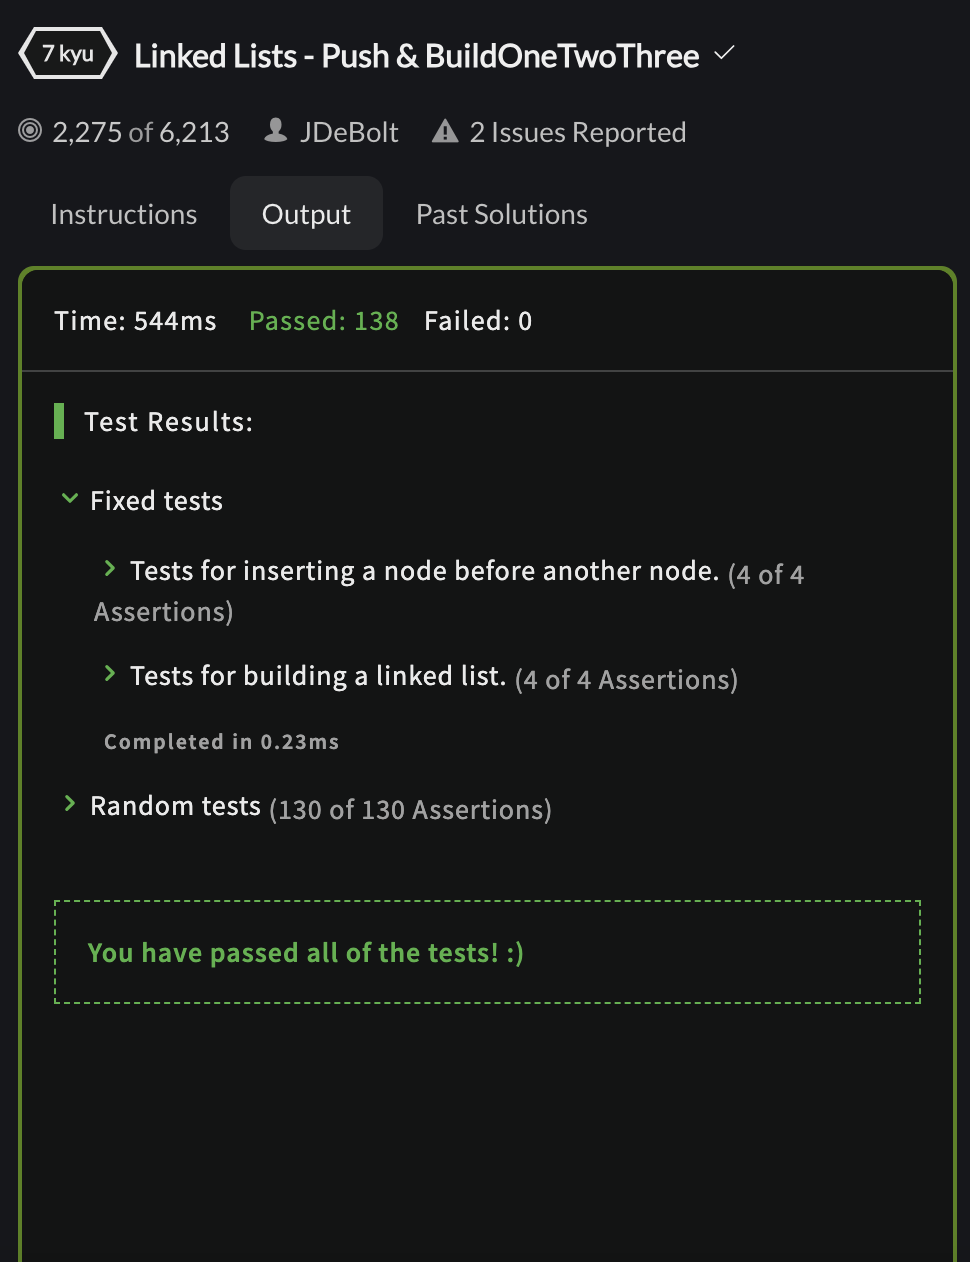 7 kyu Linked Lists - Push & BuildOneTwoThree
2,275 of 6,213 JDeBolt 2 Issues Reported
Instructions Output Past Solutions
Time: 544ms Passed: 138 Failed: 0
Test Results:
Fixed tests
Tests for inserting a node before another node. (4 of 4
Assertions)
Tests for building a linked list. (4 of 4 Assertions)
Completed in 0.23ms
Random tests (130 of 130 Assertions)
You have passed all of the tests! :)